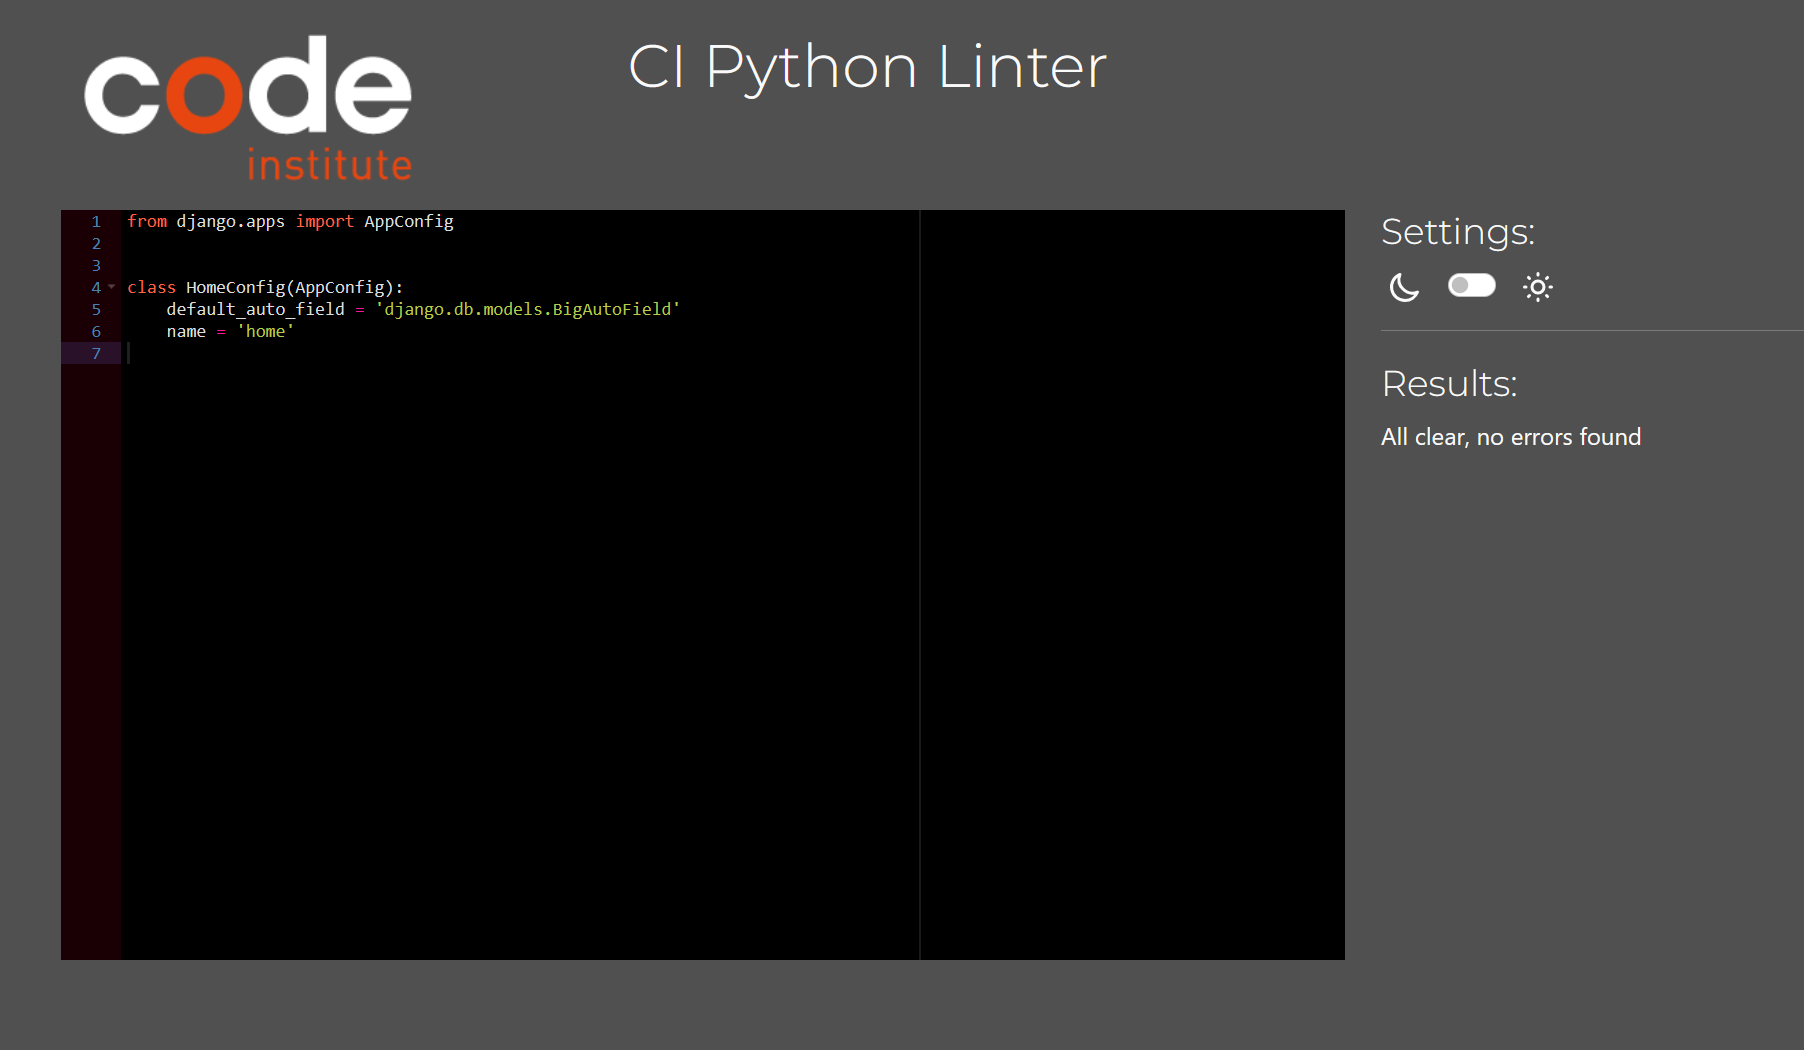 code
institute
CI Python Linter
1 from django.apps import AppConfig
2
3
4 class HomeConfig(AppConfig):
5     default_auto_field = 'django.db.models.BigAutoField'
6     name = 'home'
7
Settings:
Results:
All clear, no errors found